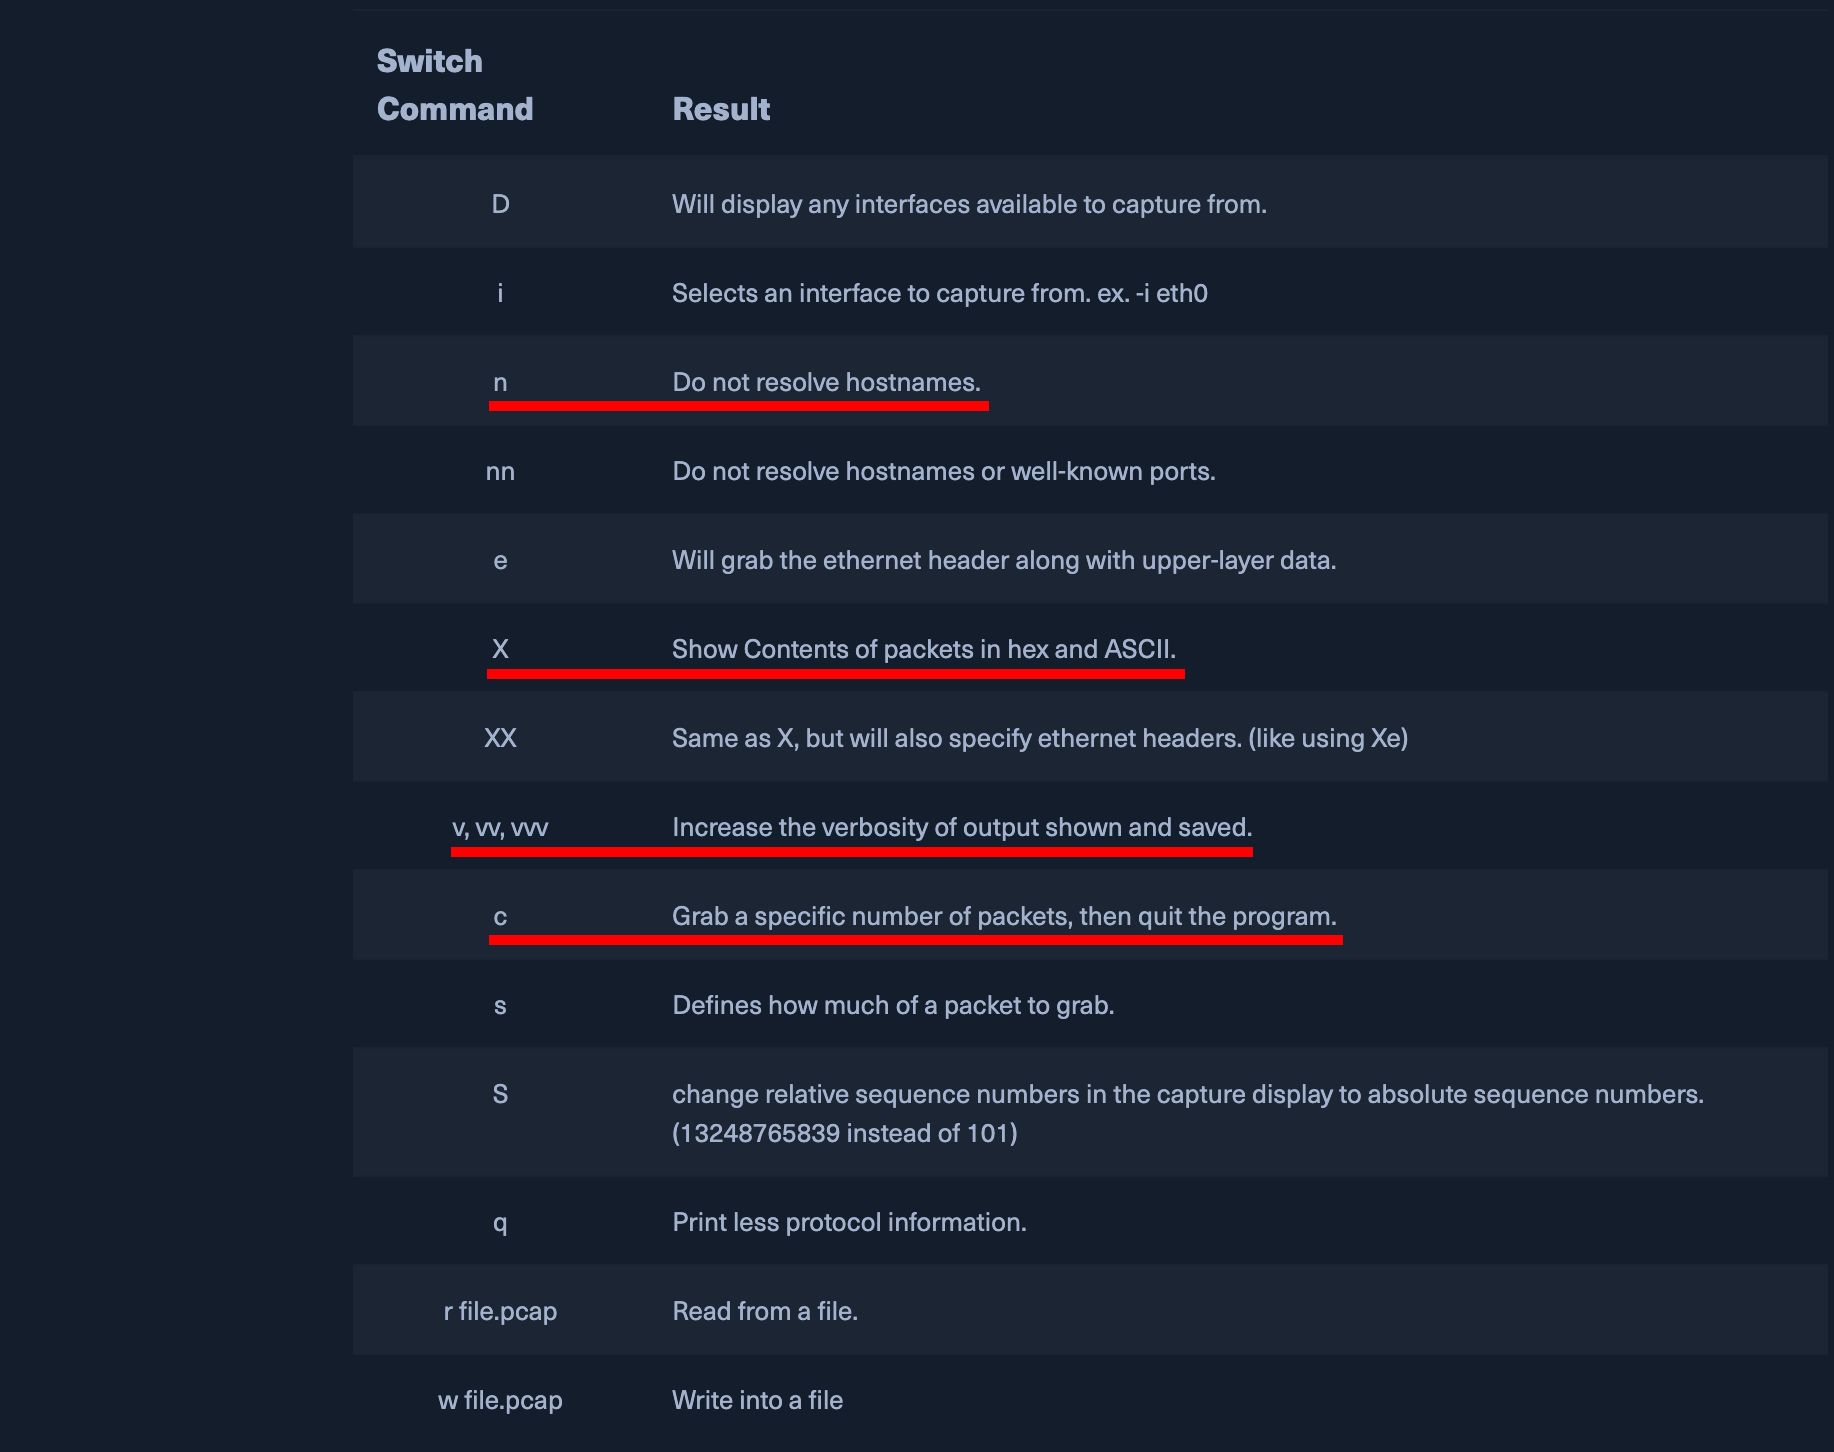 Switch
Command Result
D Will display any interfaces available to capture from.
i Selects an interface to capture from. ex. -i eth0
n Do not resolve hostnames.
nn Do not resolve hostnames or well-known ports.
e Will grab the ethernet header along with upper-layer data.
X Show Contents of packets in hex and ASCII.
XX Same as X, but will also specify ethernet headers. (like using Xe)
v, vv, vvv Increase the verbosity of output shown and saved.
c Grab a specific number of packets, then quit the program.
s Defines how much of a packet to grab.
S change relative sequence numbers in the capture display to absolute sequence numbers.
(13248765839 instead of 101)
q Print less protocol information.
r file.pcap Read from a file.
w file.pcap Write into a file